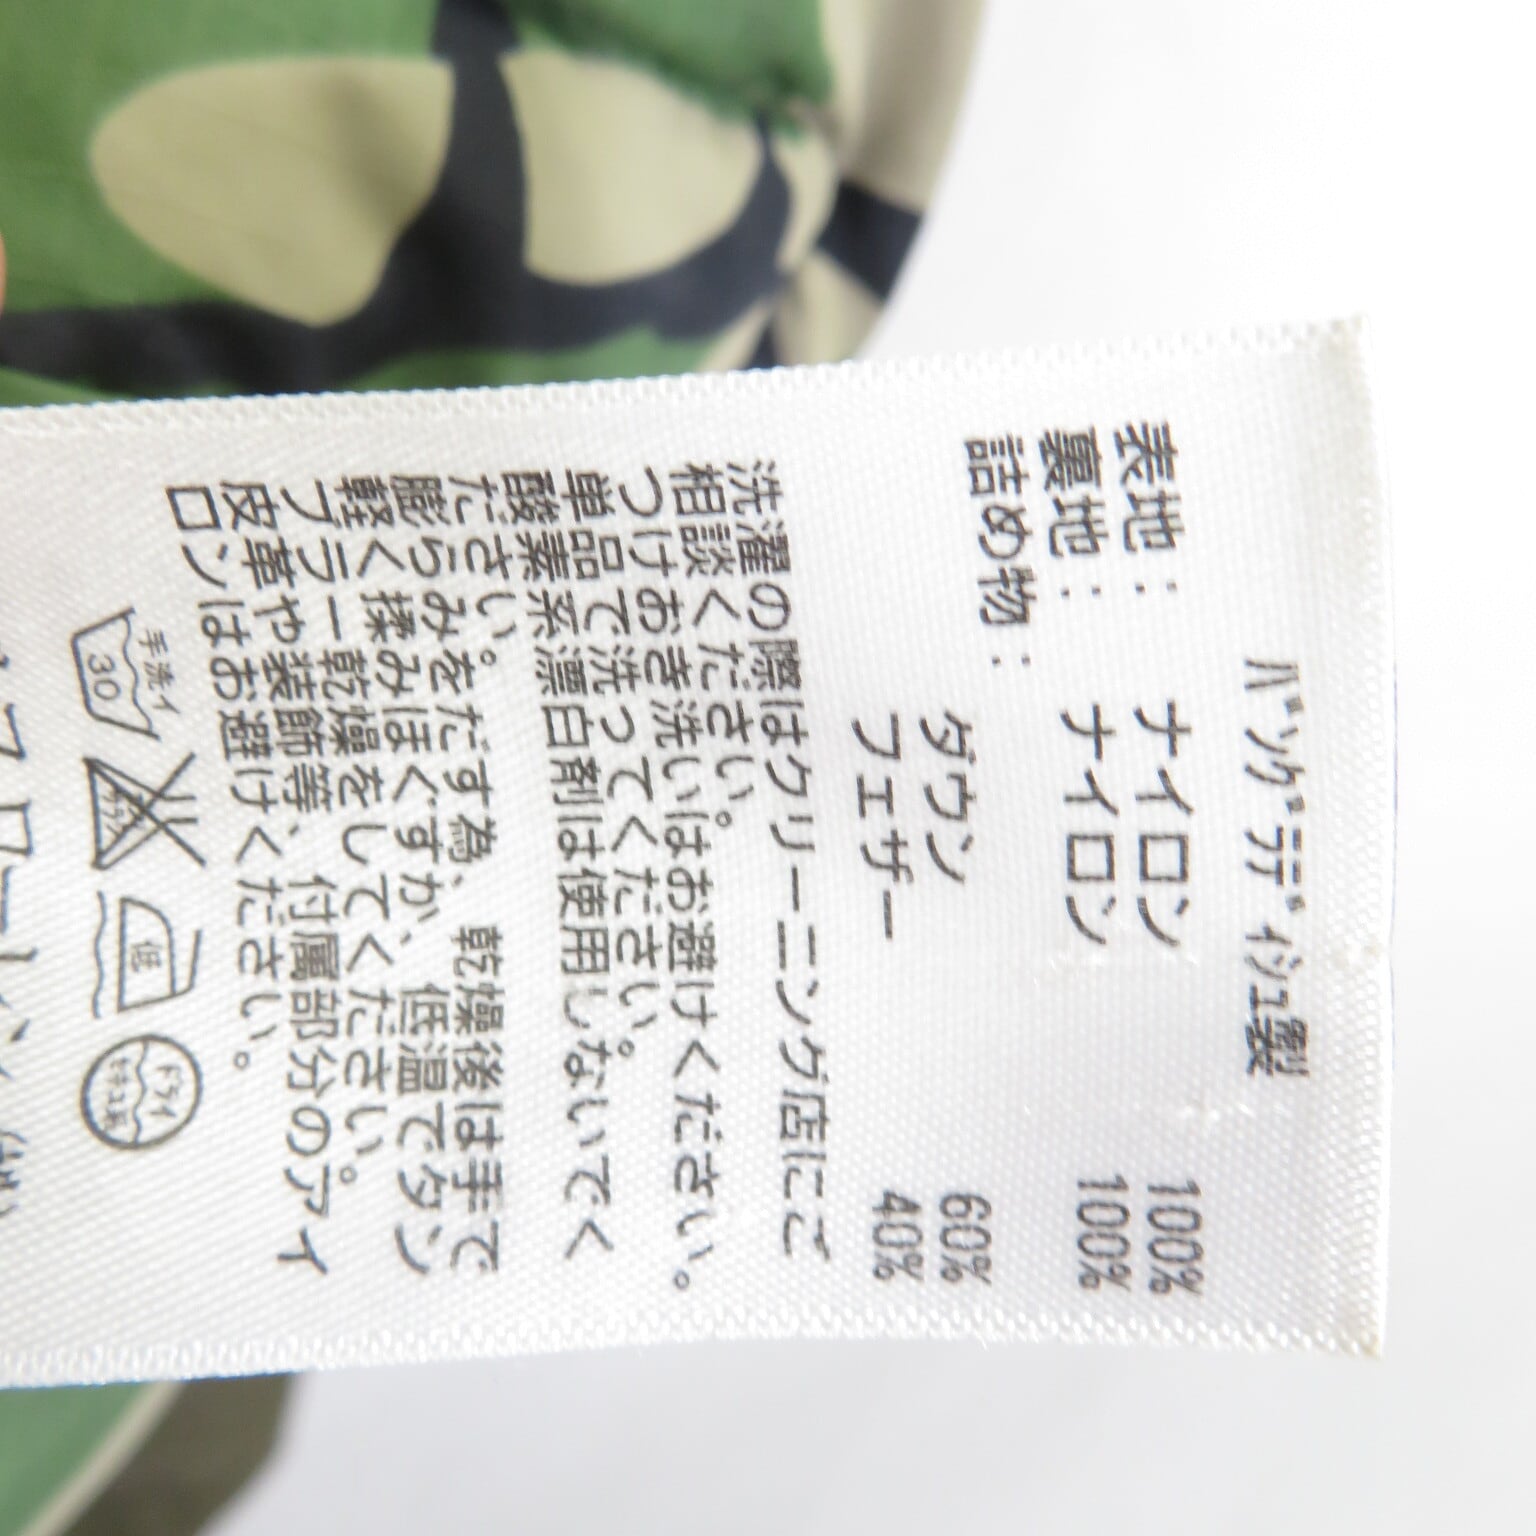 バングラディシュ製
表地: ナイロン 100%
裏地: ナイロン 100%
詰め物: ダウン 60%
フェザー 40%
洗濯の際はクリーニング店にご
相談ください。
つけおき洗いはお避けください。
単品で洗ってください。
酸素系漂白剤は使用しないでく
ださい。
膨らみをだす為、乾燥後は手で
軽く揉みほぐすか、低温でタン
ブラー乾燥をしてください。
皮革や装飾等、付属部分のアイ
ロンはお避けください。
手洗イ
30
低
ドライ